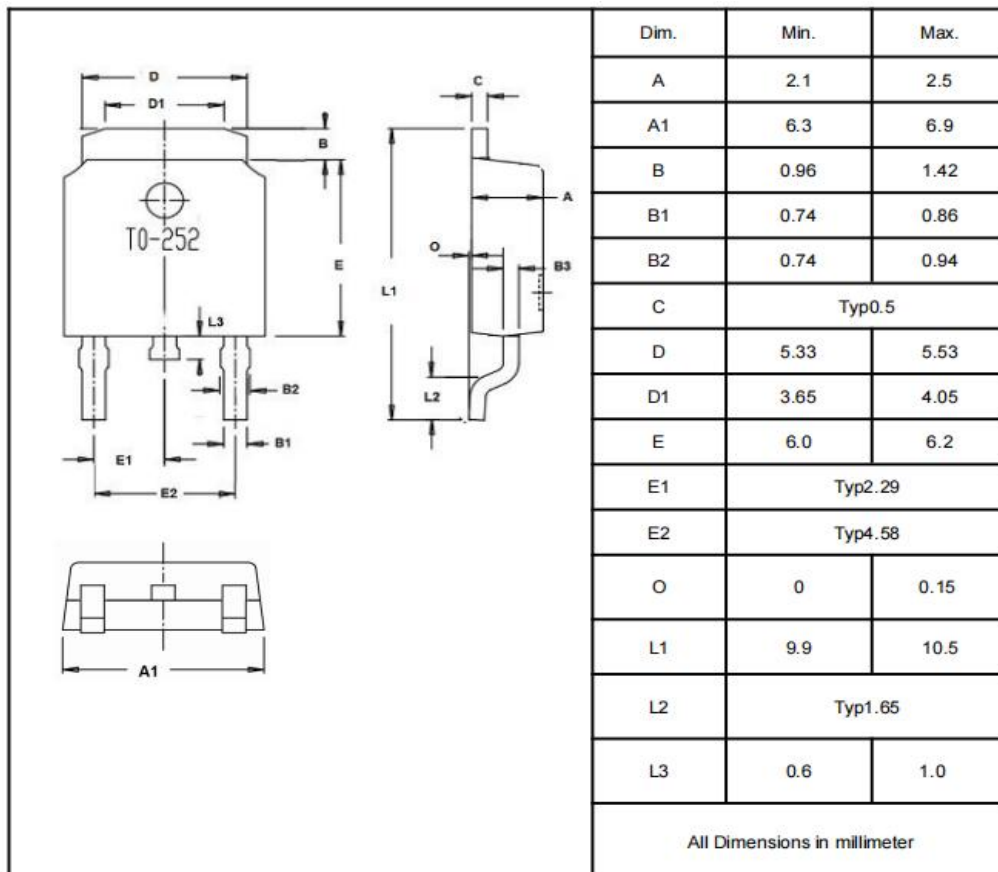 D
D1
B
TO-252
E
L3
B2
B1
E1
E2
A1
C
A
O
B3
L1
L2
Dim. Min. Max.
A 2.1 2.5
A1 6.3 6.9
B 0.96 1.42
B1 0.74 0.86
B2 0.74 0.94
C Typ0.5
D 5.33 5.53
D1 3.65 4.05
E 6.0 6.2
E1 Typ2.29
E2 Typ4.58
O 0 0.15
L1 9.9 10.5
L2 Typ1.65
L3 0.6 1.0
All Dimensions in millimeter